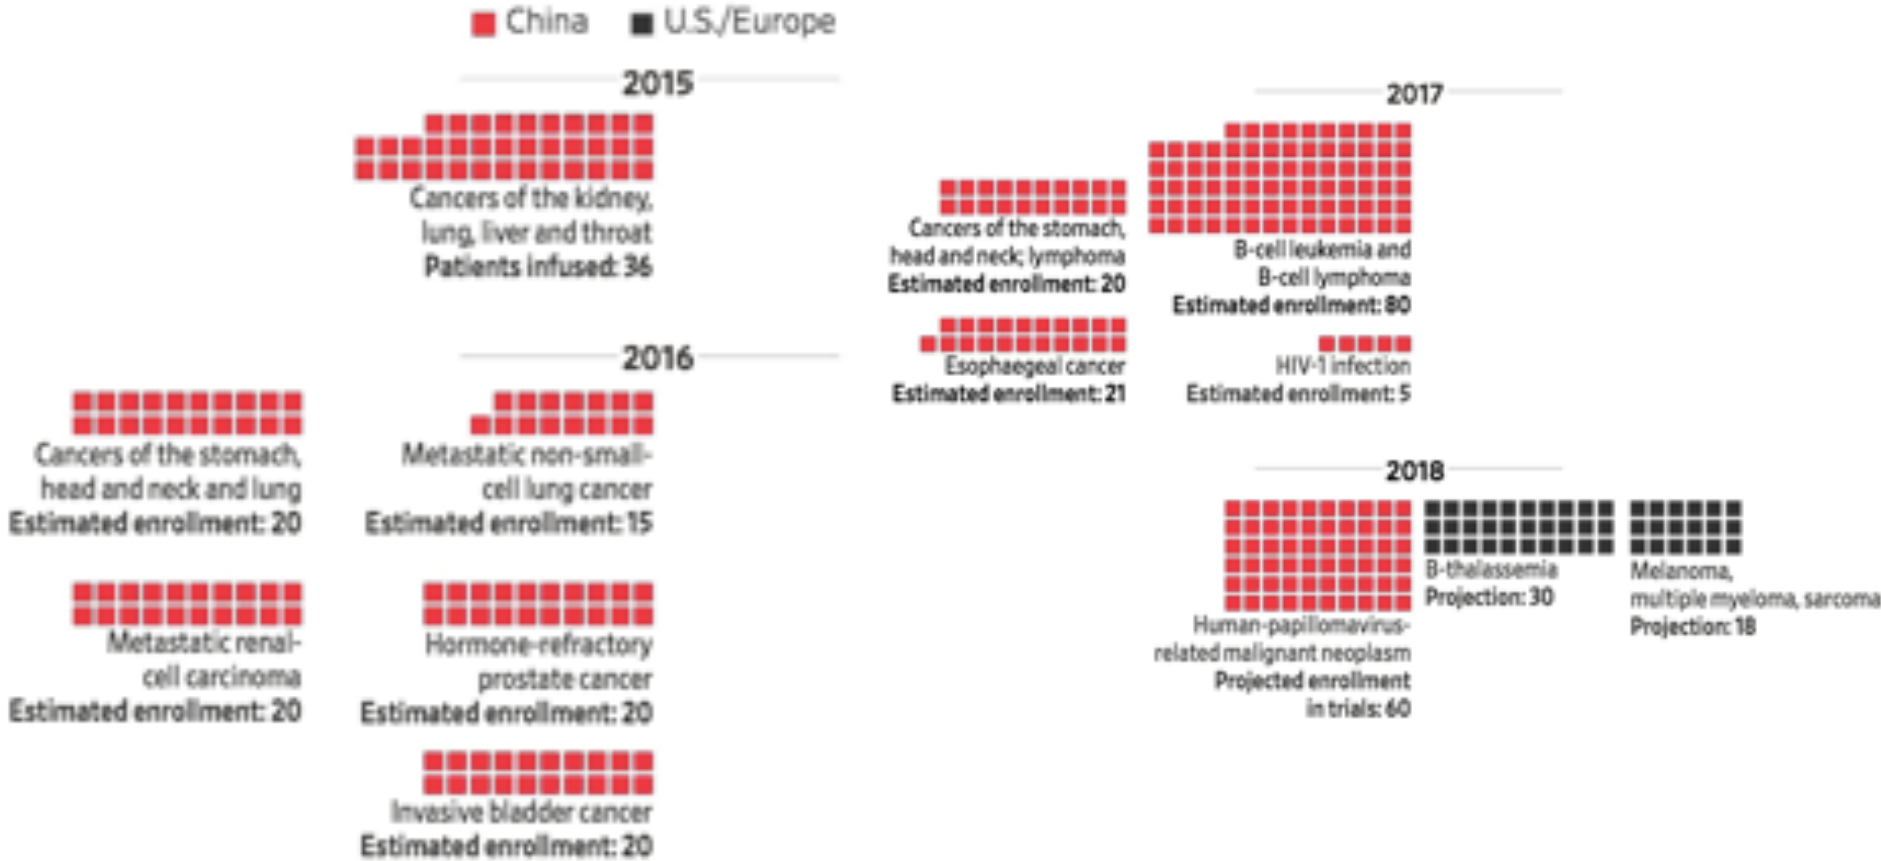 China
U.S./Europe
2015
Cancers of the kidney,
lung, liver and throat
Patients infused: 36
2016
Cancers of the stomach,
head and neck and lung
Estimated enrollment: 20
Metastatic non-small-
cell lung cancer
Estimated enrollment: 15
Metastatic renal-
cell carcinoma
Estimated enrollment: 20
Hormone-refractory
prostate cancer
Estimated enrollment: 20
Invasive bladder cancer
Estimated enrollment: 20
2017
Cancers of the stomach,
head and neck; lymphoma
Estimated enrollment: 20
B-cell leukemia and
B-cell lymphoma
Estimated enrollment: 80
Esophaegeal cancer
Estimated enrollment: 21
HIV-1 infection
Estimated enrollment: 5
2018
Human-papillomavirus-
related malignant neoplasm
Projected enrollment
in trials: 60
B-thalassemia
Projection: 30
Melanoma,
multiple myeloma, sarcoma
Projection: 18